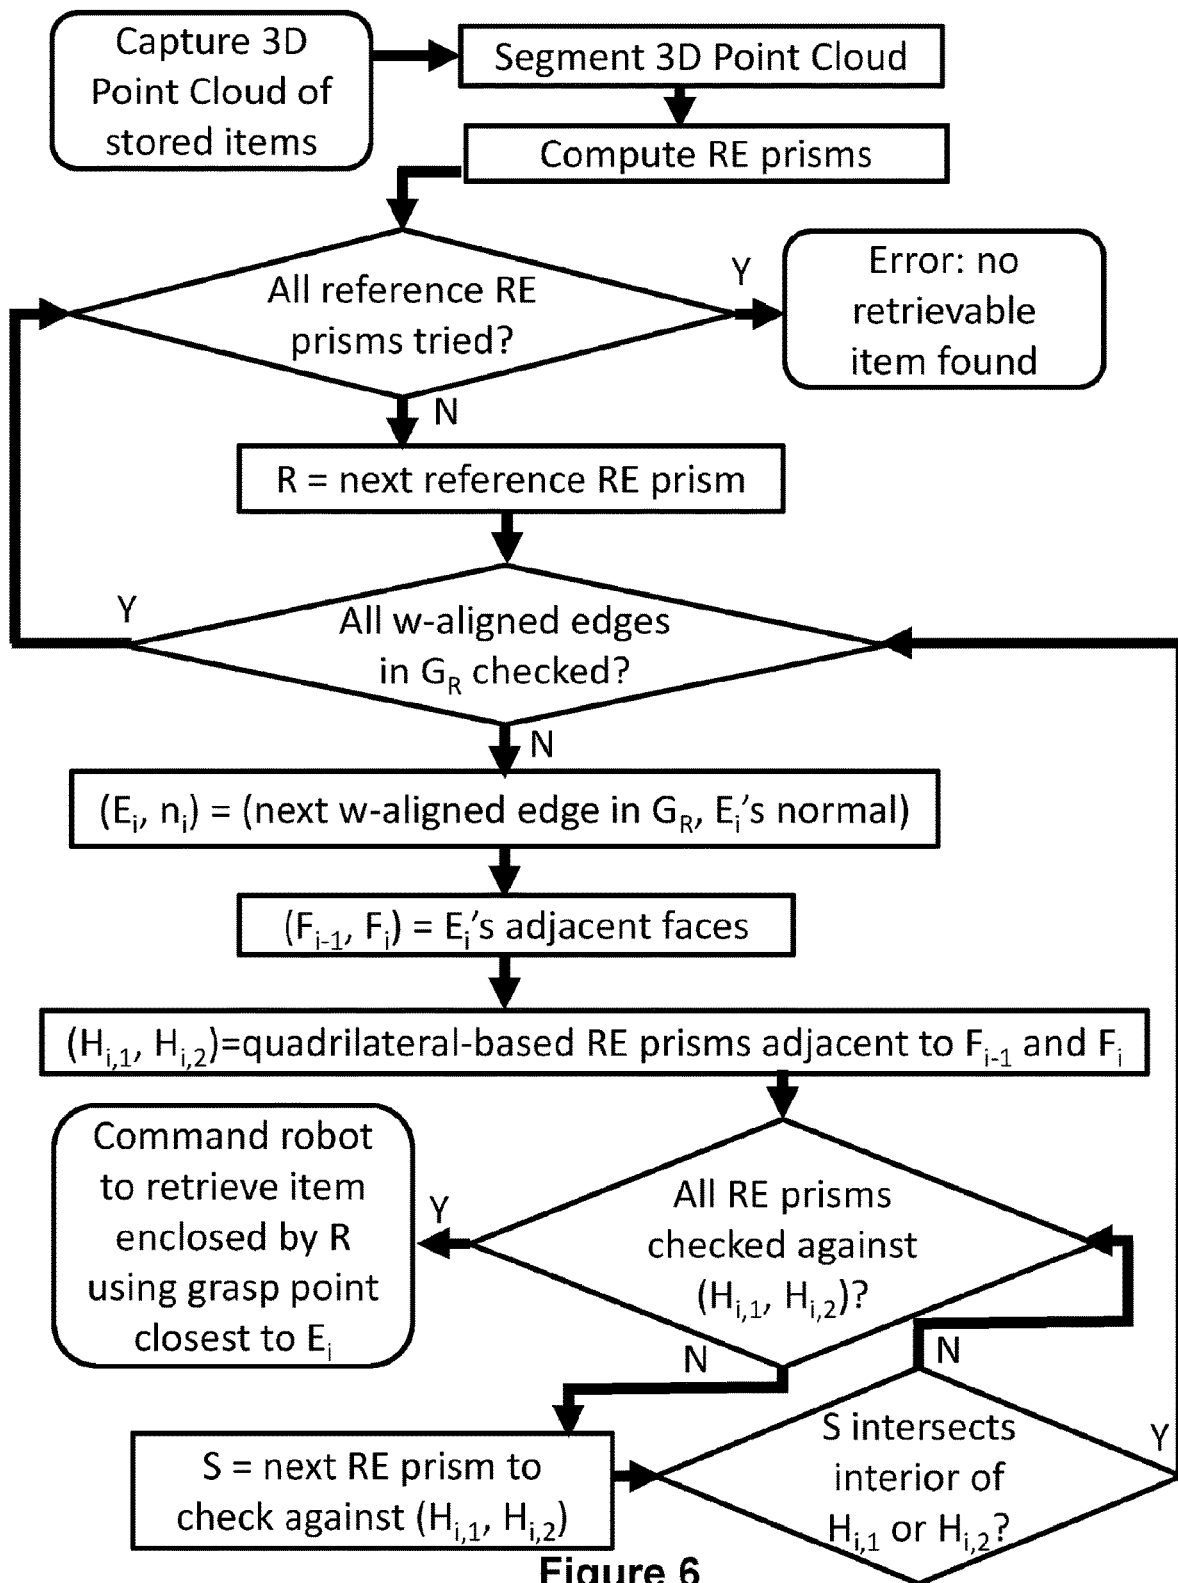 Capture 3D
Point Cloud of
stored items
Segment 3D Point Cloud
Compute RE prisms
All reference RE
prisms tried?
Y
Error: no
retrievable
item found
N
R = next reference RE prism
Y
All w-aligned edges
in G_R checked?
N
(E_i, n_i) = (next w-aligned edge in G_R, E_i's normal)
(F_i-1, F_i) = E_i's adjacent faces
(H_i,1, H_i,2)=quadrilateral-based RE prisms adjacent to F_i-1 and F_i
Command robot
to retrieve item
enclosed by R
using grasp point
closest to E_i
Y
All RE prisms
checked against
(H_i,1, H_i,2)?
N
N
S = next RE prism to
check against (H_i,1, H_i,2)
S intersects
interior of
H_i,1 or H_i,2?
Y
Figure 6